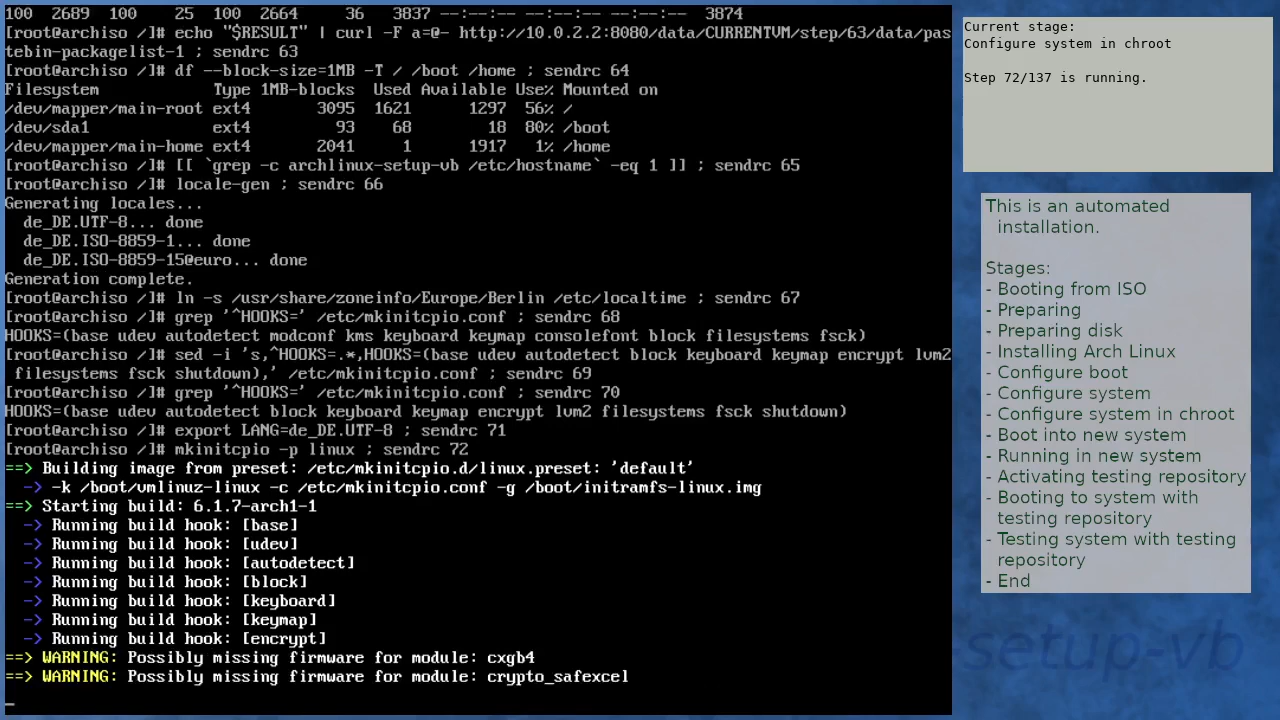 100  2689  100    25  100  2664     36   3837 --:--:-- --:--:-- --:--:--  3874
[root@archiso /]# echo "$RESULT" | curl -F a=@- http://10.0.2.2:8080/data/CURRENTVM/step/63/data/pas
tebin-packagelist-1 ; sendrc 63
[root@archiso /]# df --block-size=1MB -T / /boot /home ; sendrc 64
Filesystem            Type 1MB-blocks  Used Available Use% Mounted on
/dev/mapper/main-root ext4       3095  1621      1297  56% /
/dev/sda1             ext4         93    68        18  80% /boot
/dev/mapper/main-home ext4       2041     1      1917   1% /home
[root@archiso /]# [[ `grep -c archlinux-setup-vb /etc/hostname` -eq 1 ]] ; sendrc 65
[root@archiso /]# locale-gen ; sendrc 66
Generating locales...
  de_DE.UTF-8... done
  de_DE.ISO-8859-1... done
  de_DE.ISO-8859-15@euro... done
Generation complete.
[root@archiso /]# ln -s /usr/share/zoneinfo/Europe/Berlin /etc/localtime ; sendrc 67
[root@archiso /]# grep '^HOOKS=' /etc/mkinitcpio.conf ; sendrc 68
HOOKS=(base udev autodetect modconf kms keyboard keymap consolefont block filesystems fsck)
[root@archiso /]# sed -i 's,^HOOKS=.*,HOOKS=(base udev autodetect block keyboard keymap encrypt lvm2
 filesystems fsck shutdown),' /etc/mkinitcpio.conf ; sendrc 69
[root@archiso /]# grep '^HOOKS=' /etc/mkinitcpio.conf ; sendrc 70
HOOKS=(base udev autodetect block keyboard keymap encrypt lvm2 filesystems fsck shutdown)
[root@archiso /]# export LANG=de_DE.UTF-8 ; sendrc 71
[root@archiso /]# mkinitcpio -p linux ; sendrc 72
==> Building image from preset: /etc/mkinitcpio.d/linux.preset: 'default'
  -> -k /boot/vmlinuz-linux -c /etc/mkinitcpio.conf -g /boot/initramfs-linux.img
==> Starting build: 6.1.7-arch1-1
  -> Running build hook: [base]
  -> Running build hook: [udev]
  -> Running build hook: [autodetect]
  -> Running build hook: [block]
  -> Running build hook: [keyboard]
  -> Running build hook: [keymap]
  -> Running build hook: [encrypt]
==> WARNING: Possibly missing firmware for module: cxgb4
==> WARNING: Possibly missing firmware for module: crypto_safexcel
Current stage:
Configure system in chroot
Step 72/137 is running.
This is an automated
installation.
Stages:
- Booting from ISO
- Preparing
- Preparing disk
- Installing Arch Linux
- Configure boot
- Configure system
- Configure system in chroot
- Boot into new system
- Running in new system
- Activating testing repository
- Booting to system with
testing repository
- Testing system with testing
repository
- End
-setup-vb